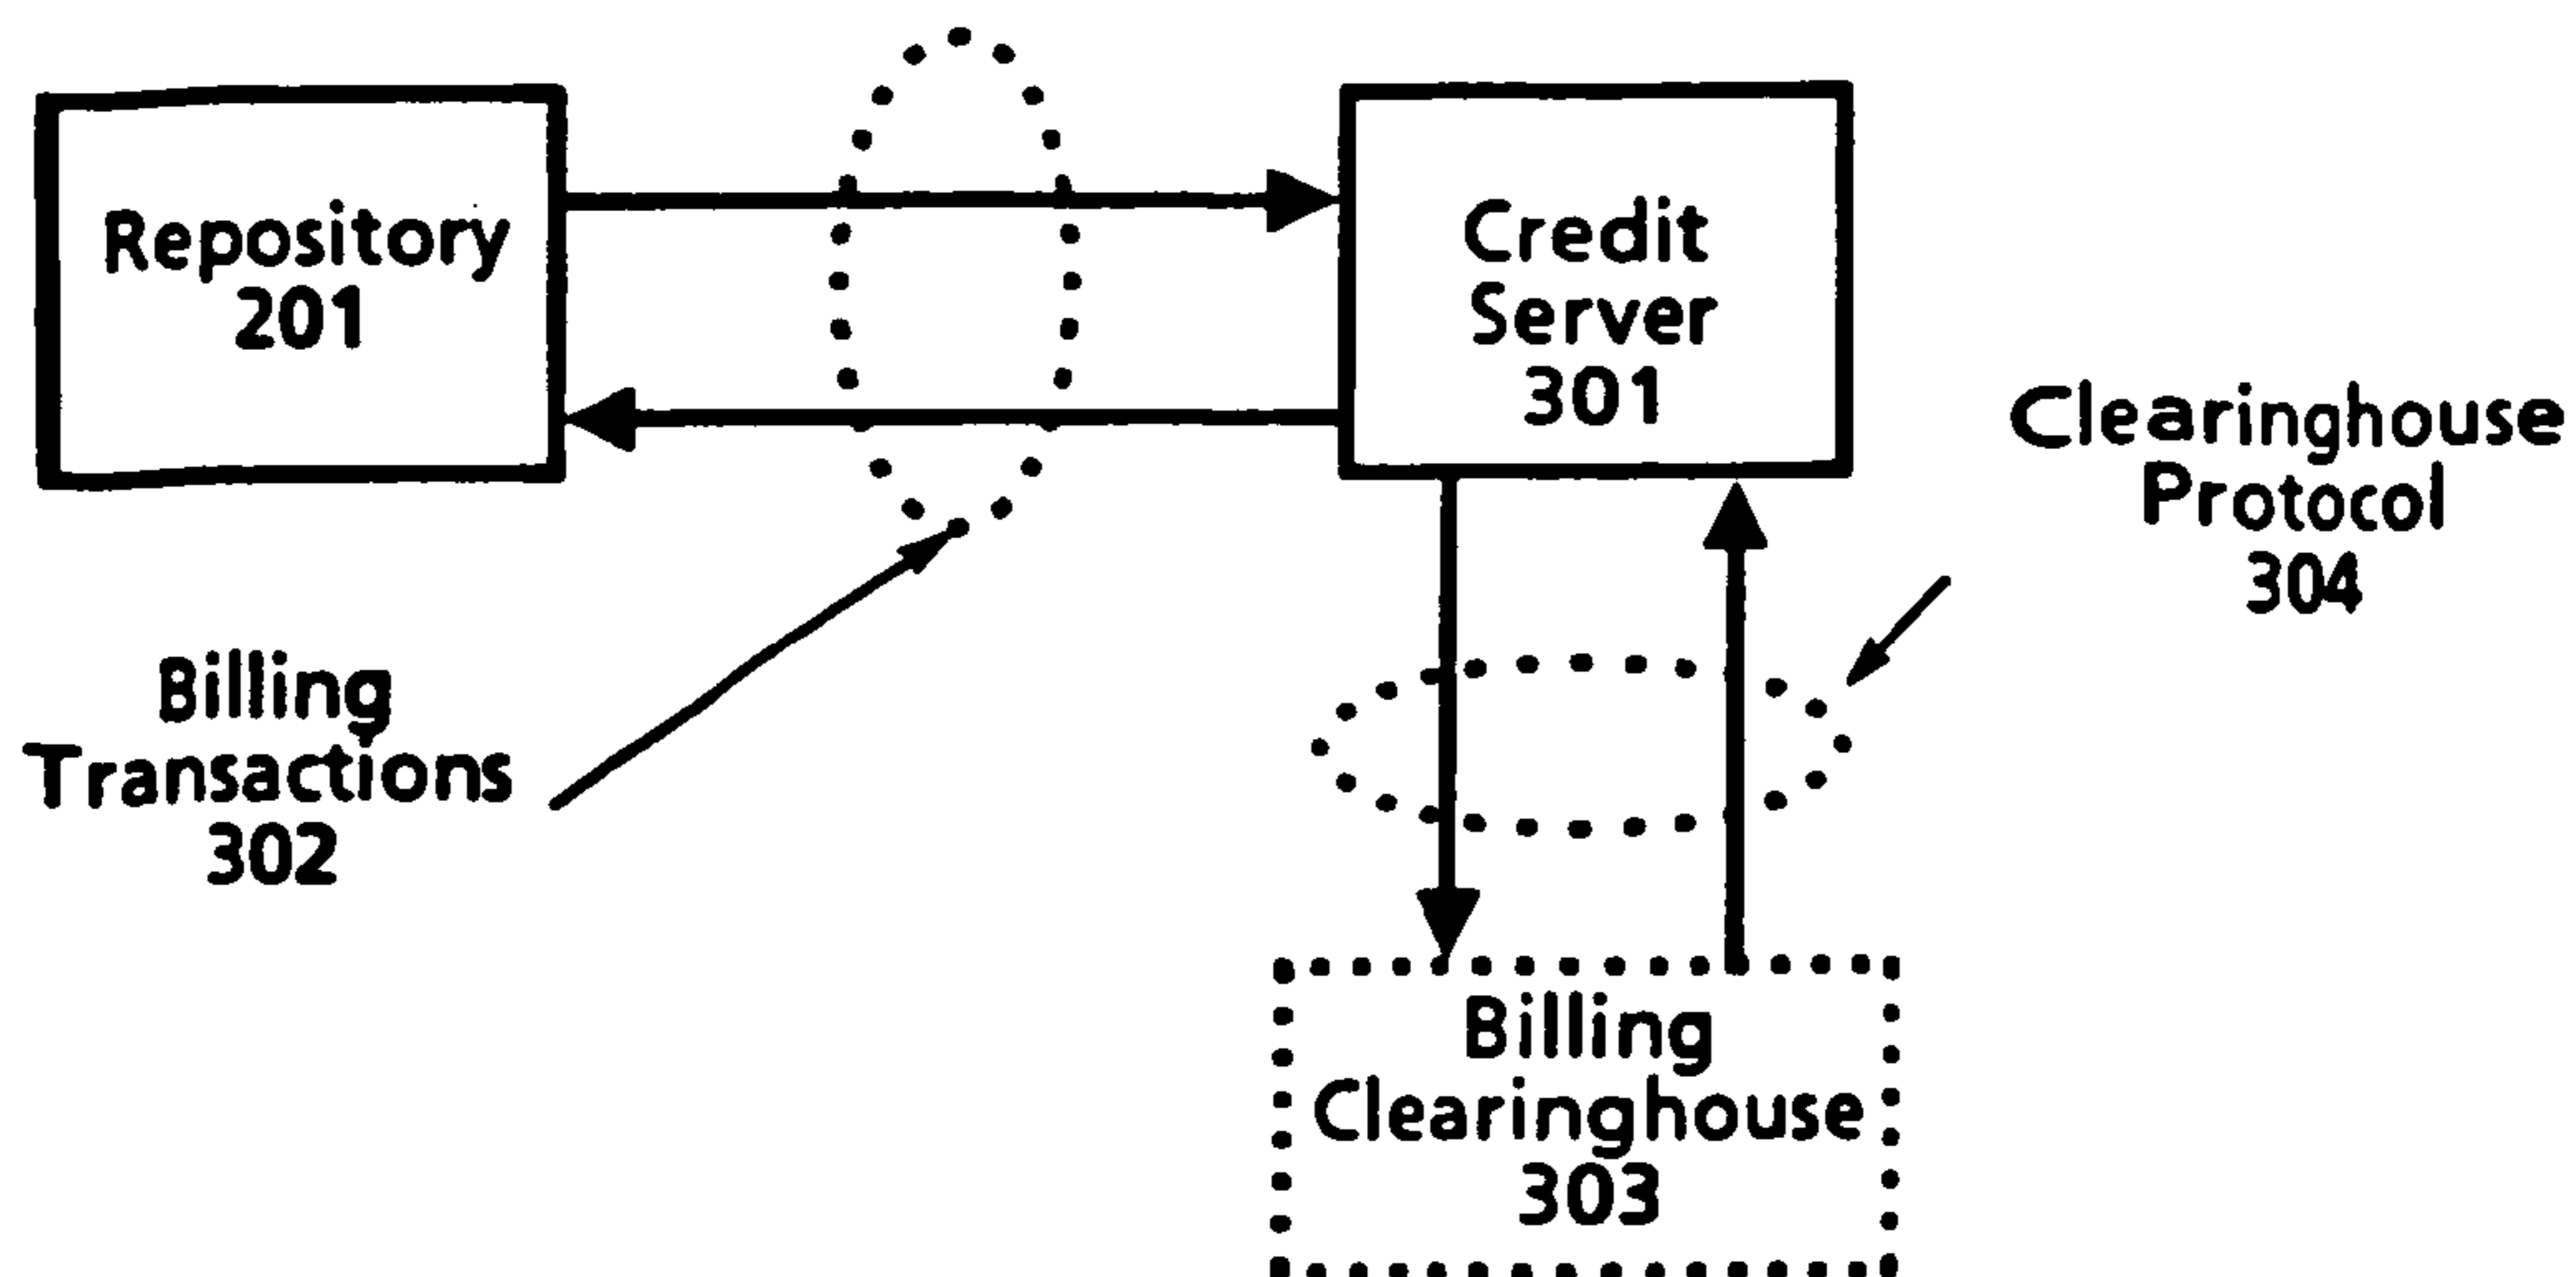 Repository
201
Credit
Server
301
Clearinghouse
Protocol
304
Billing
Transactions
302
Billing
Clearinghouse
303